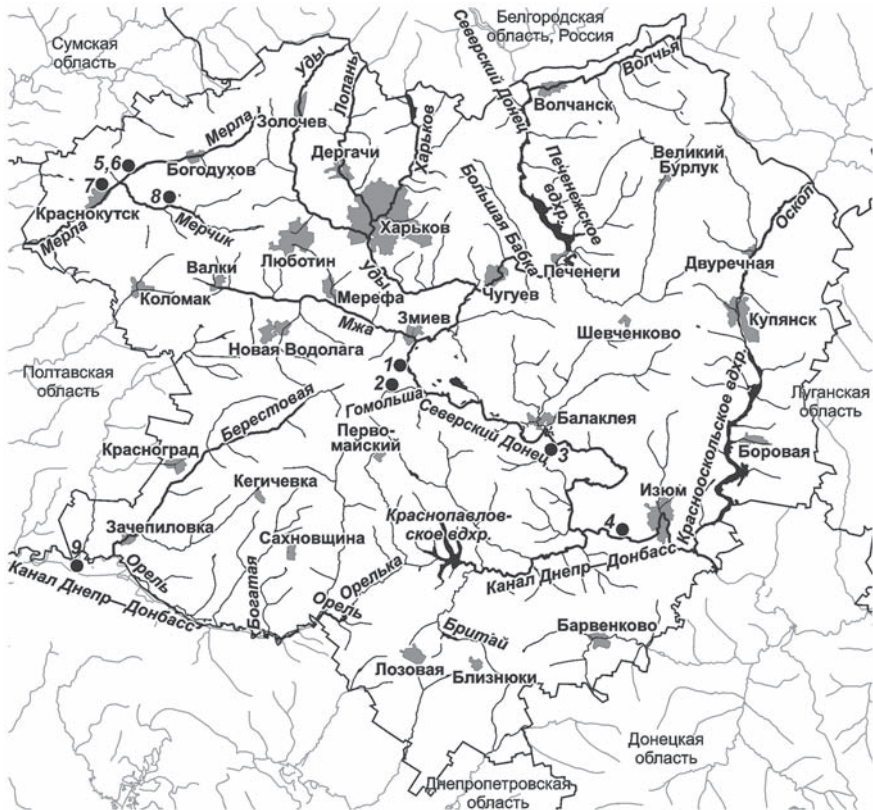 Белгородская
область, Россия
Сумская
область
Северский Донец
Волчья
Волчанск
Уды
Лопань
Харьков
Золочев
Мерла
Богодухов
Дергачи
Великий
Бурлук
Печенежское
вдхр.
Большая Бабка
Оскол
5,6
7
8
Краснокутск
Мерла
Мерчик
Харьков
Люботин
Печенеги
Двуречная
Валки
Коломак
Уды
Мерефа
Чугуев
Змиев
Мжа
Новая Водолага
Шевченково
Купянск
Полтавская
область
1
2
Гомольша
Северский Донец
Балаклея
3
Краснооскольское вдхр.
Луганская
область
Берестовая
Перво-
майский
Красноград
Боровая
Кегичевка
Изюм
Краснопавлов-
ское вдхр.
4
Зачепиловка
Сахновщина
9
Орель
Канал Днепр–Донбасс
Богатая
Орель
Орелька
Канал Днепр–Донбасс
Бритай
Барвенково
Лозовая
Близнюки
Донецкая
область
Днепропетровская
область